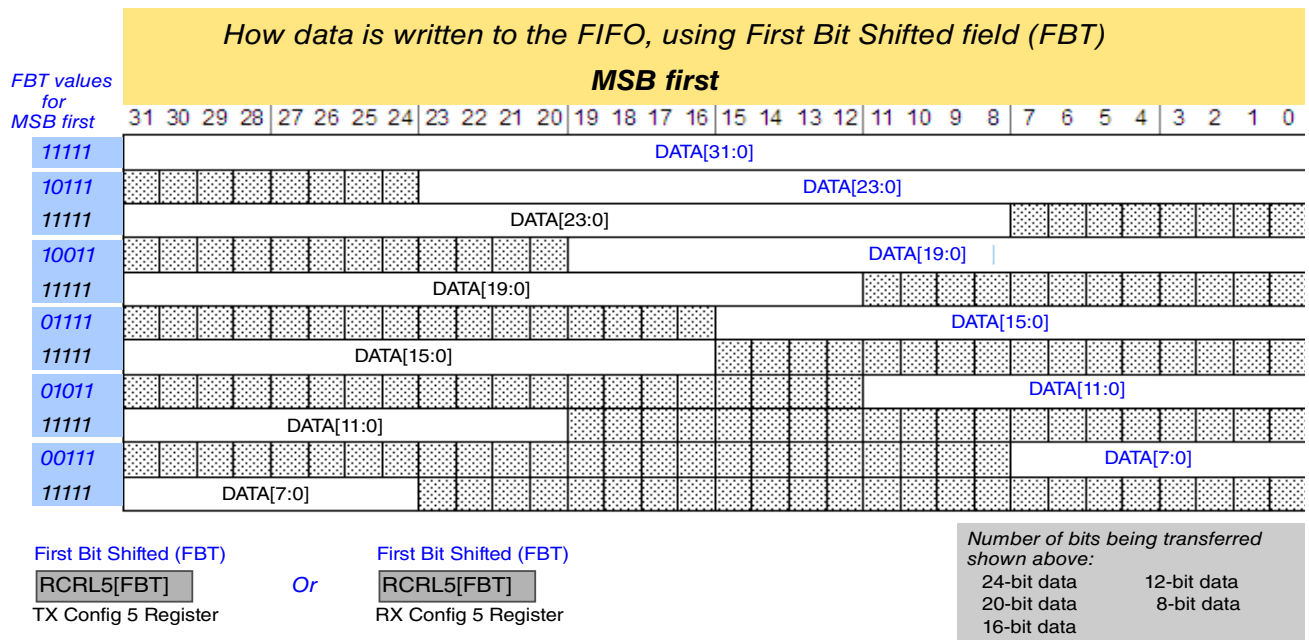 How data is written to the FIFO, using First Bit Shifted field (FBT)
MSB first
FBT values
for
MSB first
31 30 29 28 27 26 25 24 23 22 21 20 19 18 17 16 15 14 13 12 11 10 9 8 7 6 5 4 3 2 1 0
11111 DATA[31:0]
10111 DATA[23:0]
11111 DATA[23:0]
10011 DATA[19:0]
11111 DATA[19:0]
01111 DATA[15:0]
11111 DATA[15:0]
01011 DATA[11:0]
11111 DATA[11:0]
00111 DATA[7:0]
11111 DATA[7:0]
First Bit Shifted (FBT)
RCRL5[FBT]
TX Config 5 Register
Or
First Bit Shifted (FBT)
RCRL5[FBT]
RX Config 5 Register
Number of bits being transferred
shown above:
24-bit data 12-bit data
20-bit data 8-bit data
16-bit data